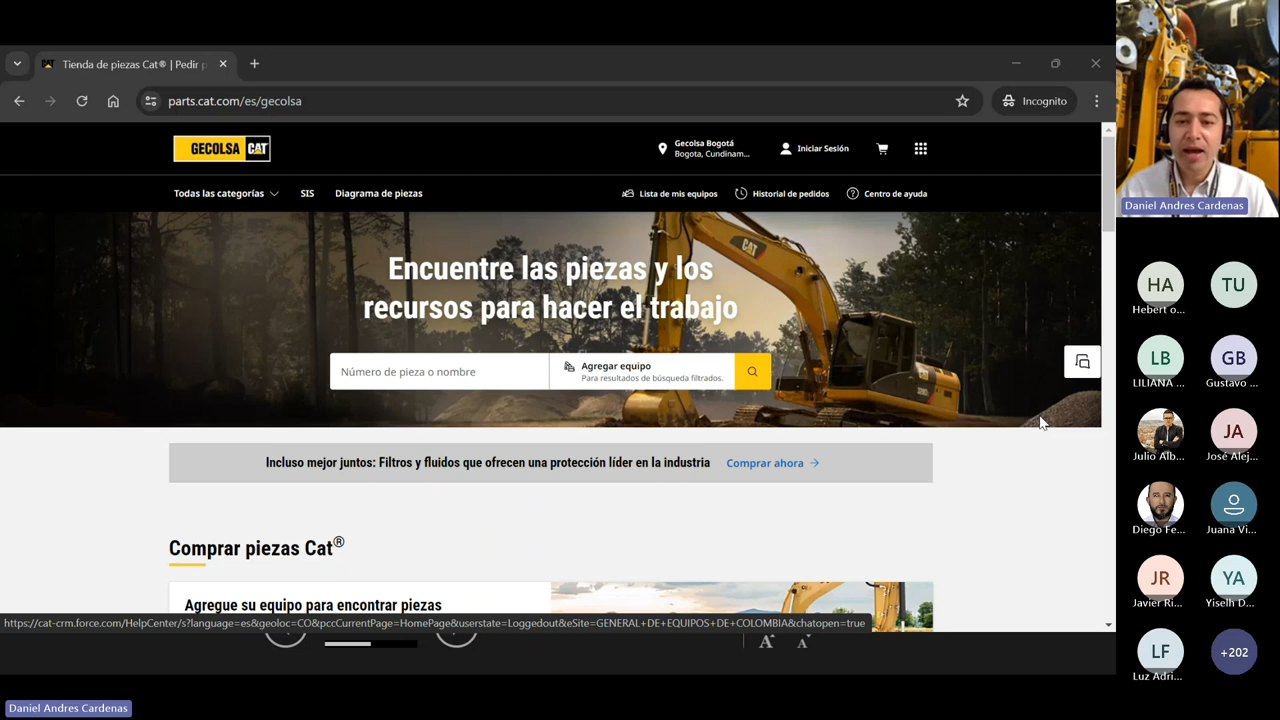 Tienda de piezas Cat® | Pedir p
parts.cat.com/es/gecolsa
Incognito
GECOLSA CAT
Gecolsa Bogotá
Bogota, Cundinam...
Iniciar Sesión
Todas las categorías
SIS
Diagrama de piezas
Lista de mis equipos
Historial de pedidos
Centro de ayuda
CAT
Encuentre las piezas y los
recursos para hacer el trabajo
Número de pieza o nombre
Agregar equipo
Para resultados de búsqueda filtrados.
Incluso mejor juntos: Filtros y fluidos que ofrecen una protección líder en la industria
Comprar ahora
Comprar piezas Cat®
Agregue su equipo para encontrar piezas
https://cat-crm.force.com/HelpCenter/s?language=es&geoloc=CO&pccCurrentPage=HomePage&userstate=Loggedout&eSite=GENERAL+DE+EQUIPOS+DE+COLOMBIA&chatopen=true
A A
Daniel Andres Cardenas
Daniel Andres Cardenas
HA
Hebert o...
TU
LB
LILIANA ...
GB
Gustavo ...
Julio Alb...
JA
José Alej...
Diego Fe...
Juana Vi...
JR
Javier Ri...
YA
Yiselh D...
LF
Luz Adri...
+202